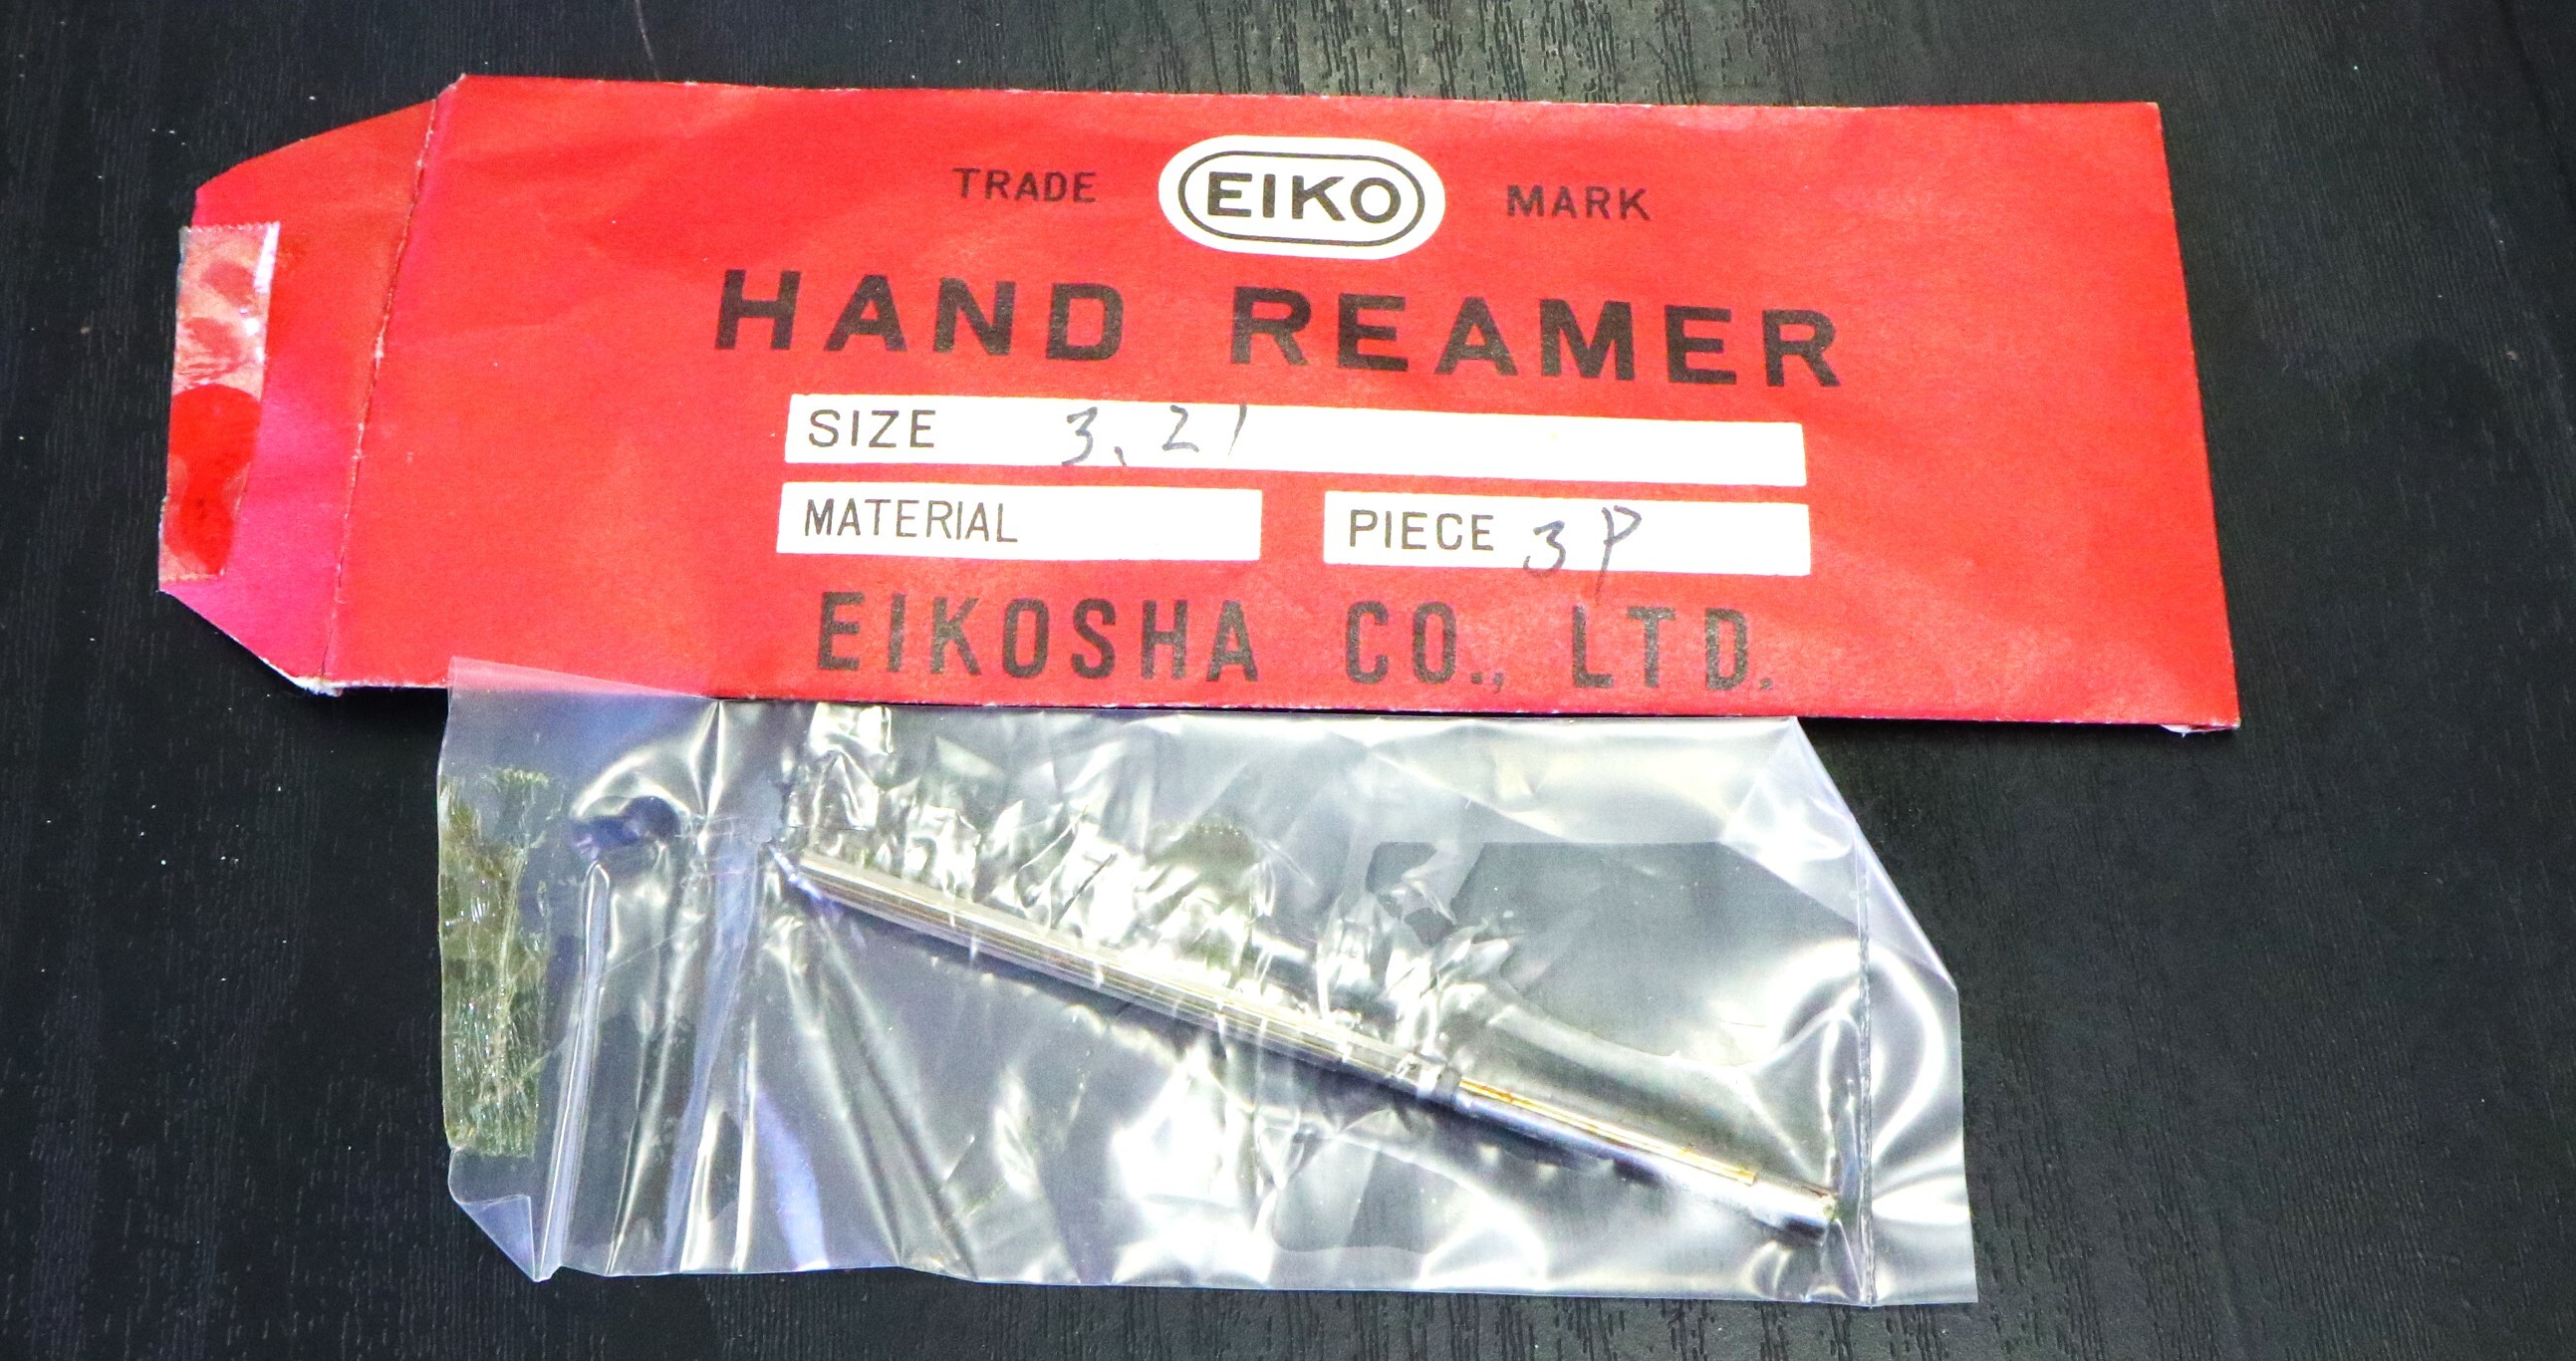 TRADE EIKO MARK
HAND REAMER
SIZE 3.21
MATERIAL PIECE 3P
EIKOSHA CO., LTD.